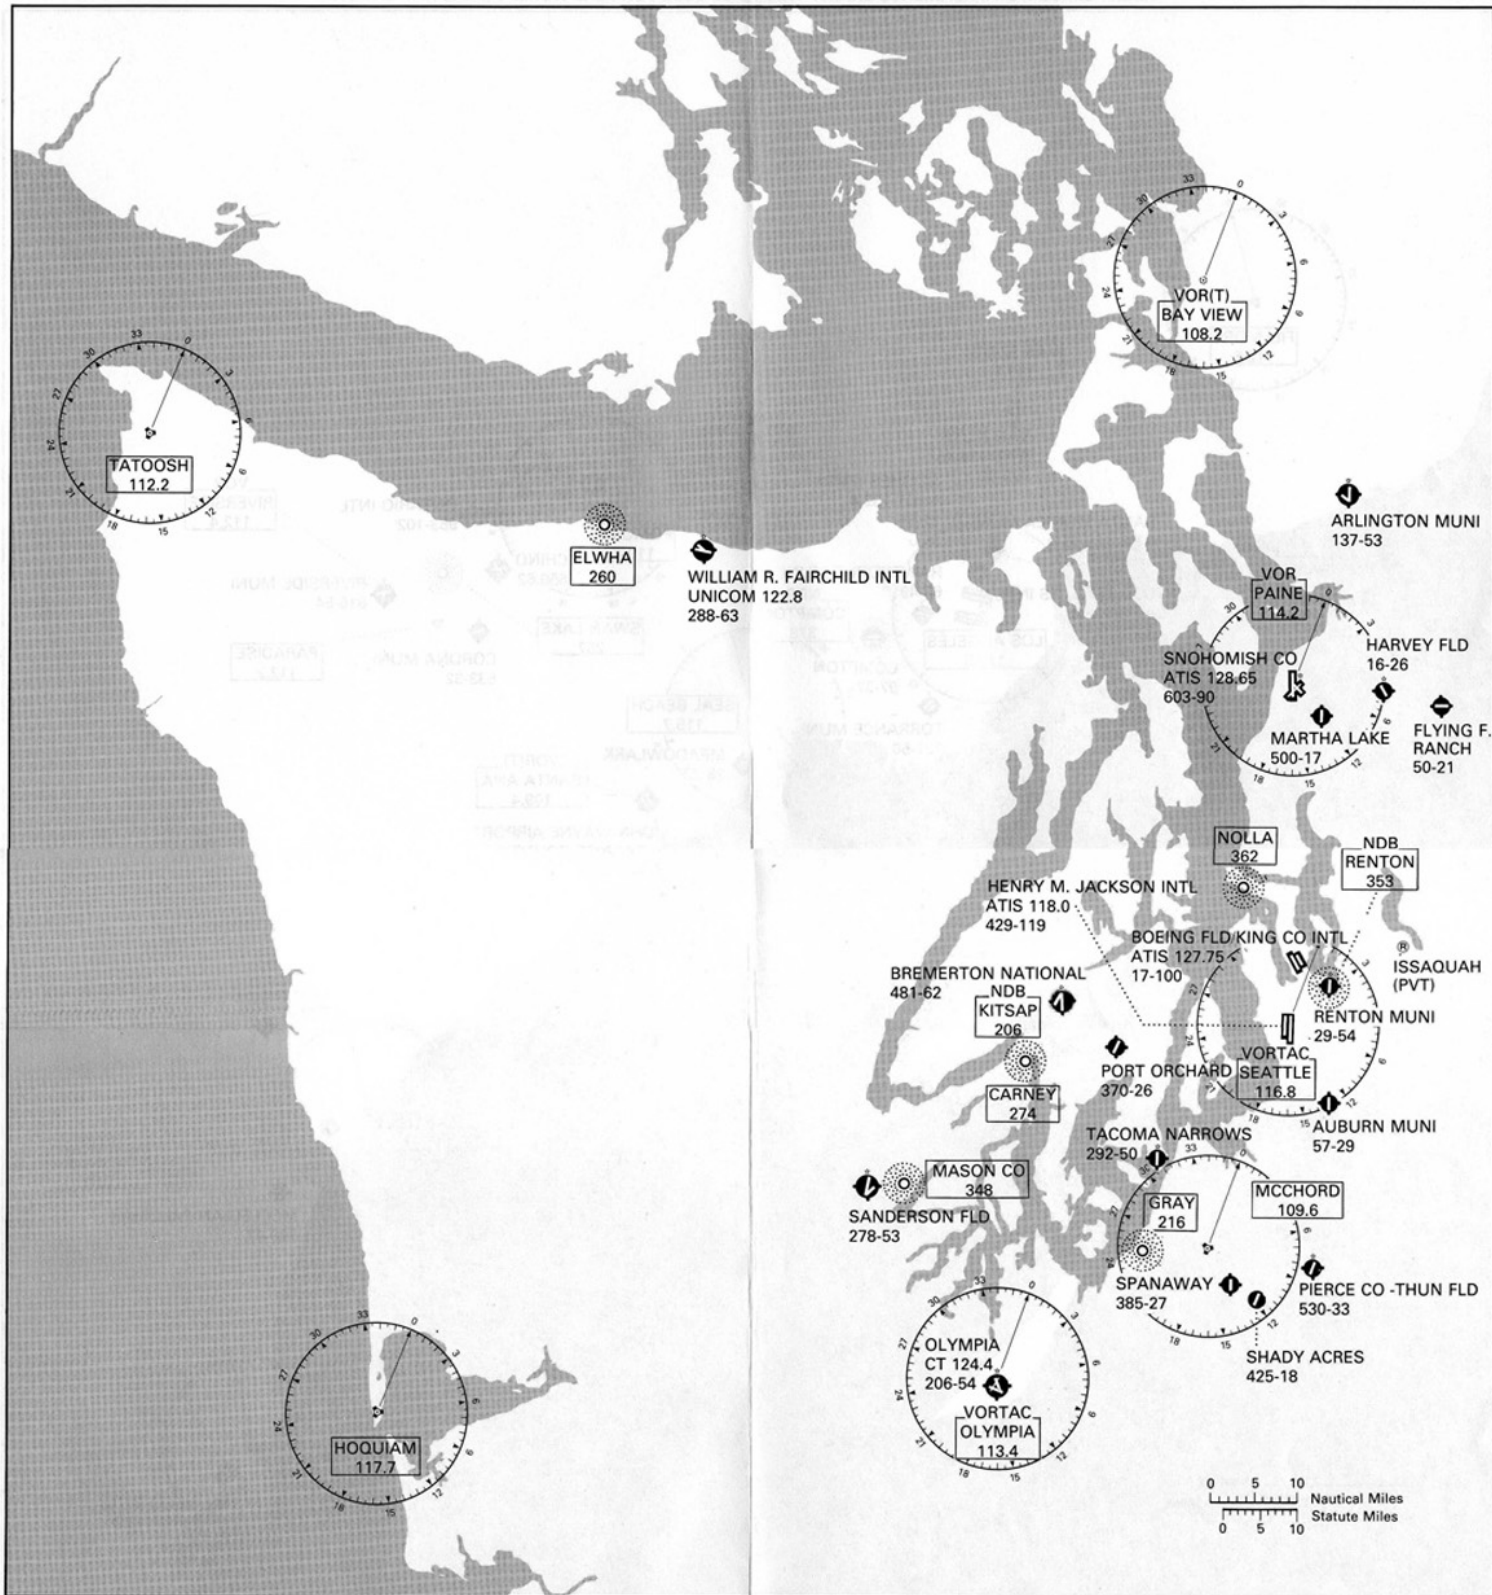 VOR(T)
BAY VIEW
108.2
TATOOSH
112.2
ELWHA
260
WILLIAM R. FAIRCHILD INTL
UNICOM 122.8
288-63
ARLINGTON MUNI
137-53
VOR
PAINE
114.2
SNOHOMISH CO
ATIS 128.65
603-90
HARVEY FLD
16-26
MARTHA LAKE
500-17
FLYING F.
RANCH
50-21
NOLLA
362
NDB
RENTON
353
HENRY M. JACKSON INTL
ATIS 118.0
429-119
BOEING FLD/KING CO INTL
ATIS 127.75
17-100
R
ISSAQUAH
(PVT)
BREMERTON NATIONAL
481-62
NDB
KITSAP
206
RENTON MUNI
29-54
PORT ORCHARD
370-26
VORTAC
SEATTLE
116.8
CARNEY
274
AUBURN MUNI
57-29
TACOMA NARROWS
292-50
MASON CO
348
SANDERSON FLD
278-53
GRAY
216
MCCHORD
109.6
SPANAWAY
385-27
PIERCE CO -THUN FLD
530-33
SHADY ACRES
425-18
OLYMPIA
CT 124.4
206-54
VORTAC
OLYMPIA
113.4
HOQUIAM
117.7
0 5 10
Nautical Miles
Statute Miles
0 5 10